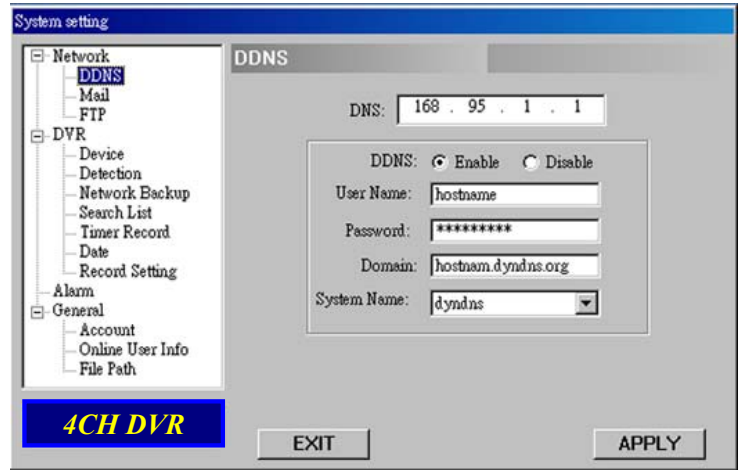 System setting
Network
DDNS
Mail
FTP
DVR
Device
Detection
Network Backup
Search List
Timer Record
Date
Record Setting
Alarm
General
Account
Online User Info
File Path
4CH DVR
DDNS
DNS: 168 . 95 . 1 . 1
DDNS: Enable Disable
User Name: hostname
Password: *********
Domain: hostnam.dyndns.org
System Name: dyndns
EXIT APPLY